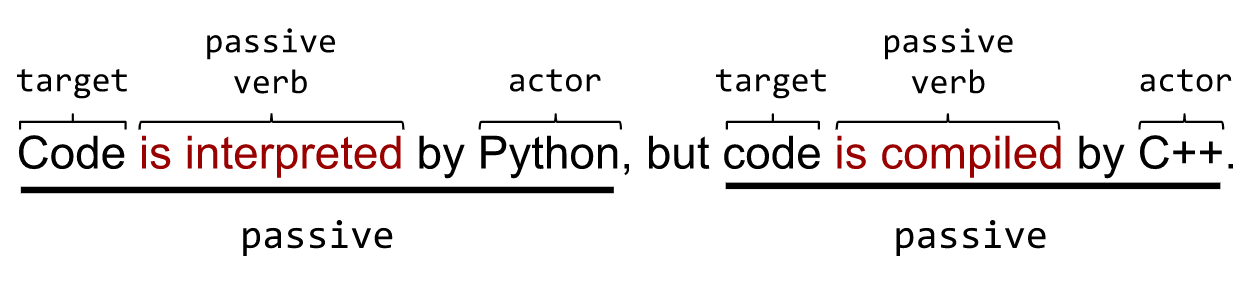 passive passive
target verb actor target verb actor
Code is interpreted by Python, but code is compiled by C++.
passive passive